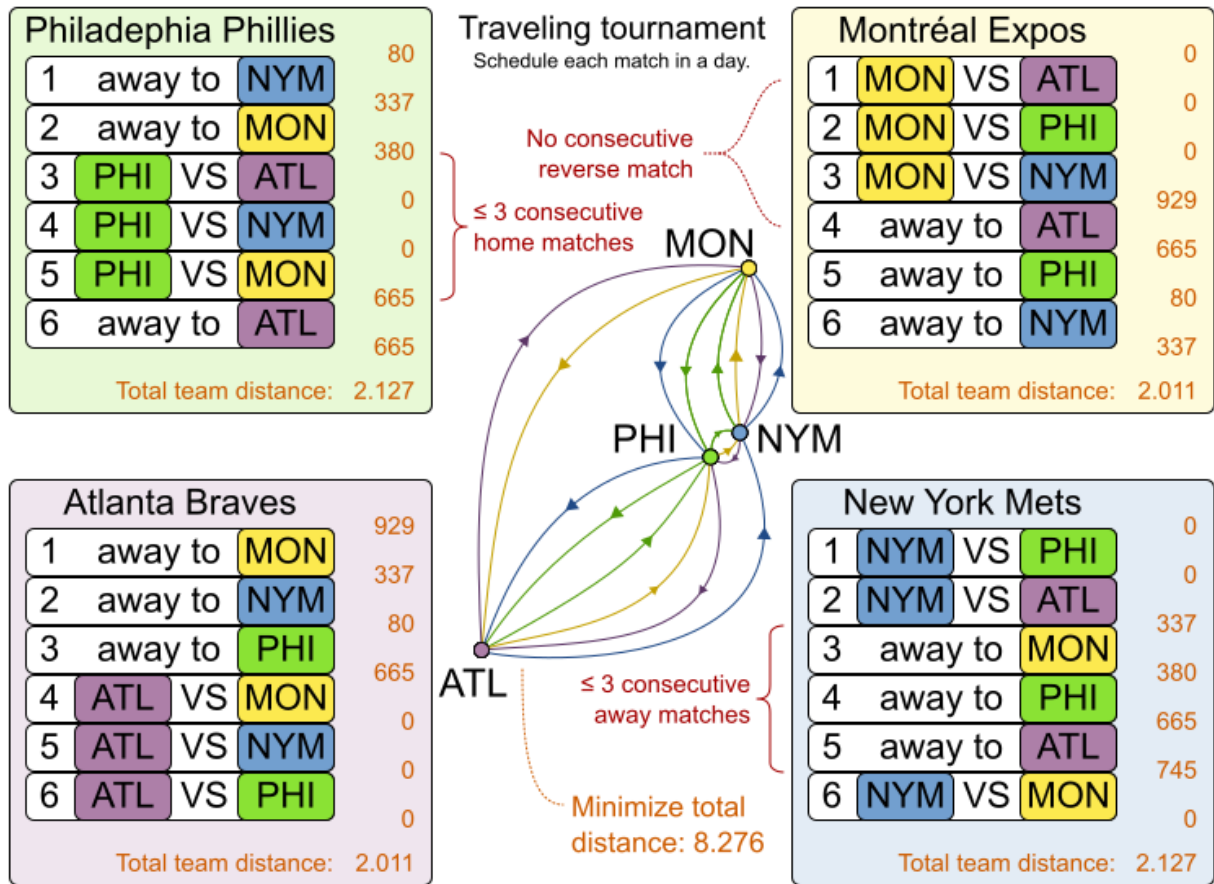 Philadephia Phillies
80
1 away to NYM
337
2 away to MON
380
3 PHI VS ATL
0
4 PHI VS NYM
0
5 PHI VS MON
665
6 away to ATL
665
Total team distance: 2.127
Traveling tournament
Schedule each match in a day.
No consecutive
reverse match
≤ 3 consecutive
home matches
Montréal Expos
0
1 MON VS ATL
0
2 MON VS PHI
0
3 MON VS NYM
929
4 away to ATL
665
5 away to PHI
80
6 away to NYM
337
Total team distance: 2.011
MON
PHI
NYM
ATL
Atlanta Braves
929
1 away to MON
337
2 away to NYM
80
3 away to PHI
665
4 ATL VS MON
0
5 ATL VS NYM
0
6 ATL VS PHI
0
Total team distance: 2.011
≤ 3 consecutive
away matches
Minimize total
distance: 8.276
New York Mets
0
1 NYM VS PHI
0
2 NYM VS ATL
337
3 away to MON
380
4 away to PHI
665
5 away to ATL
745
6 NYM VS MON
0
Total team distance: 2.127